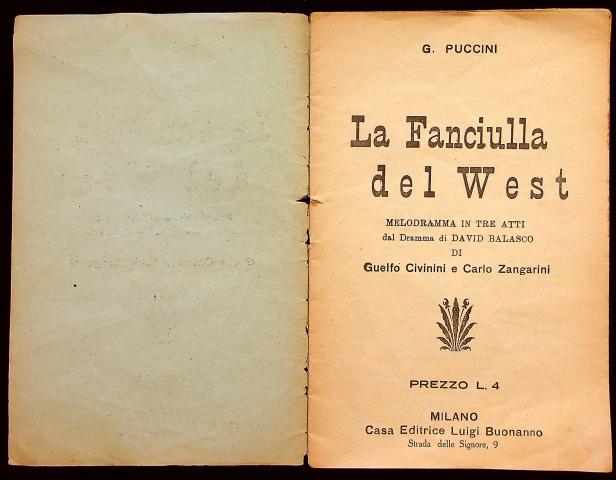 G. PUCCINI
La Fanciulla
del West
MELODRAMMA IN TRE ATTI
dal Dramma di DAVID BALASCO
DI
Guelfo Civinini e Carlo Zangarini
PREZZO L. 4
MILANO
Casa Editrice Luigi Buonanno
Strada delle Signore, 9